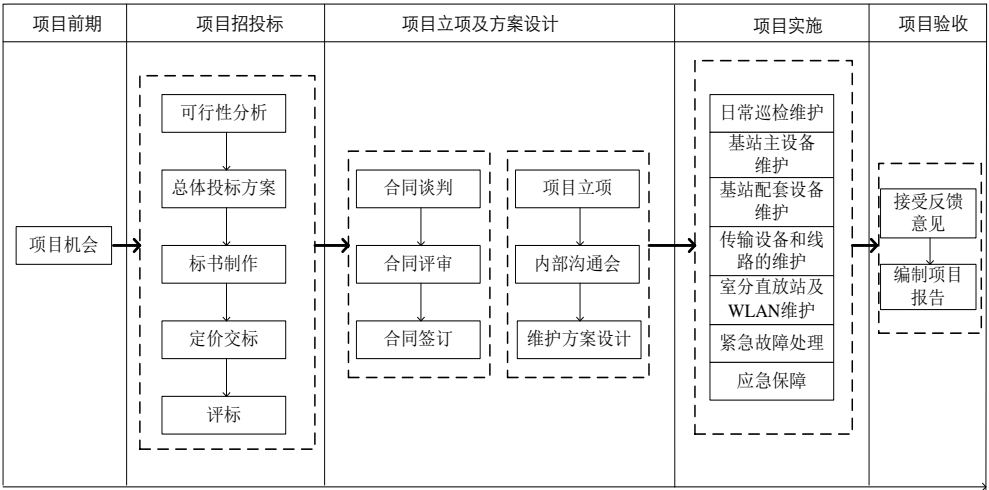 项目前期
项目招投标
项目立项及方案设计
项目实施
项目验收
项目机会
可行性分析
总体投标方案
标书制作
定价交标
评标
合同谈判
合同评审
合同签订
项目立项
内部沟通会
维护方案设计
日常巡检维护
基站主设备
维护
基站配套设备
维护
传输设备和线
路的维护
室分直放站及
WLAN维护
紧急故障处理
应急保障
接受反馈
意见
编制项目
报告